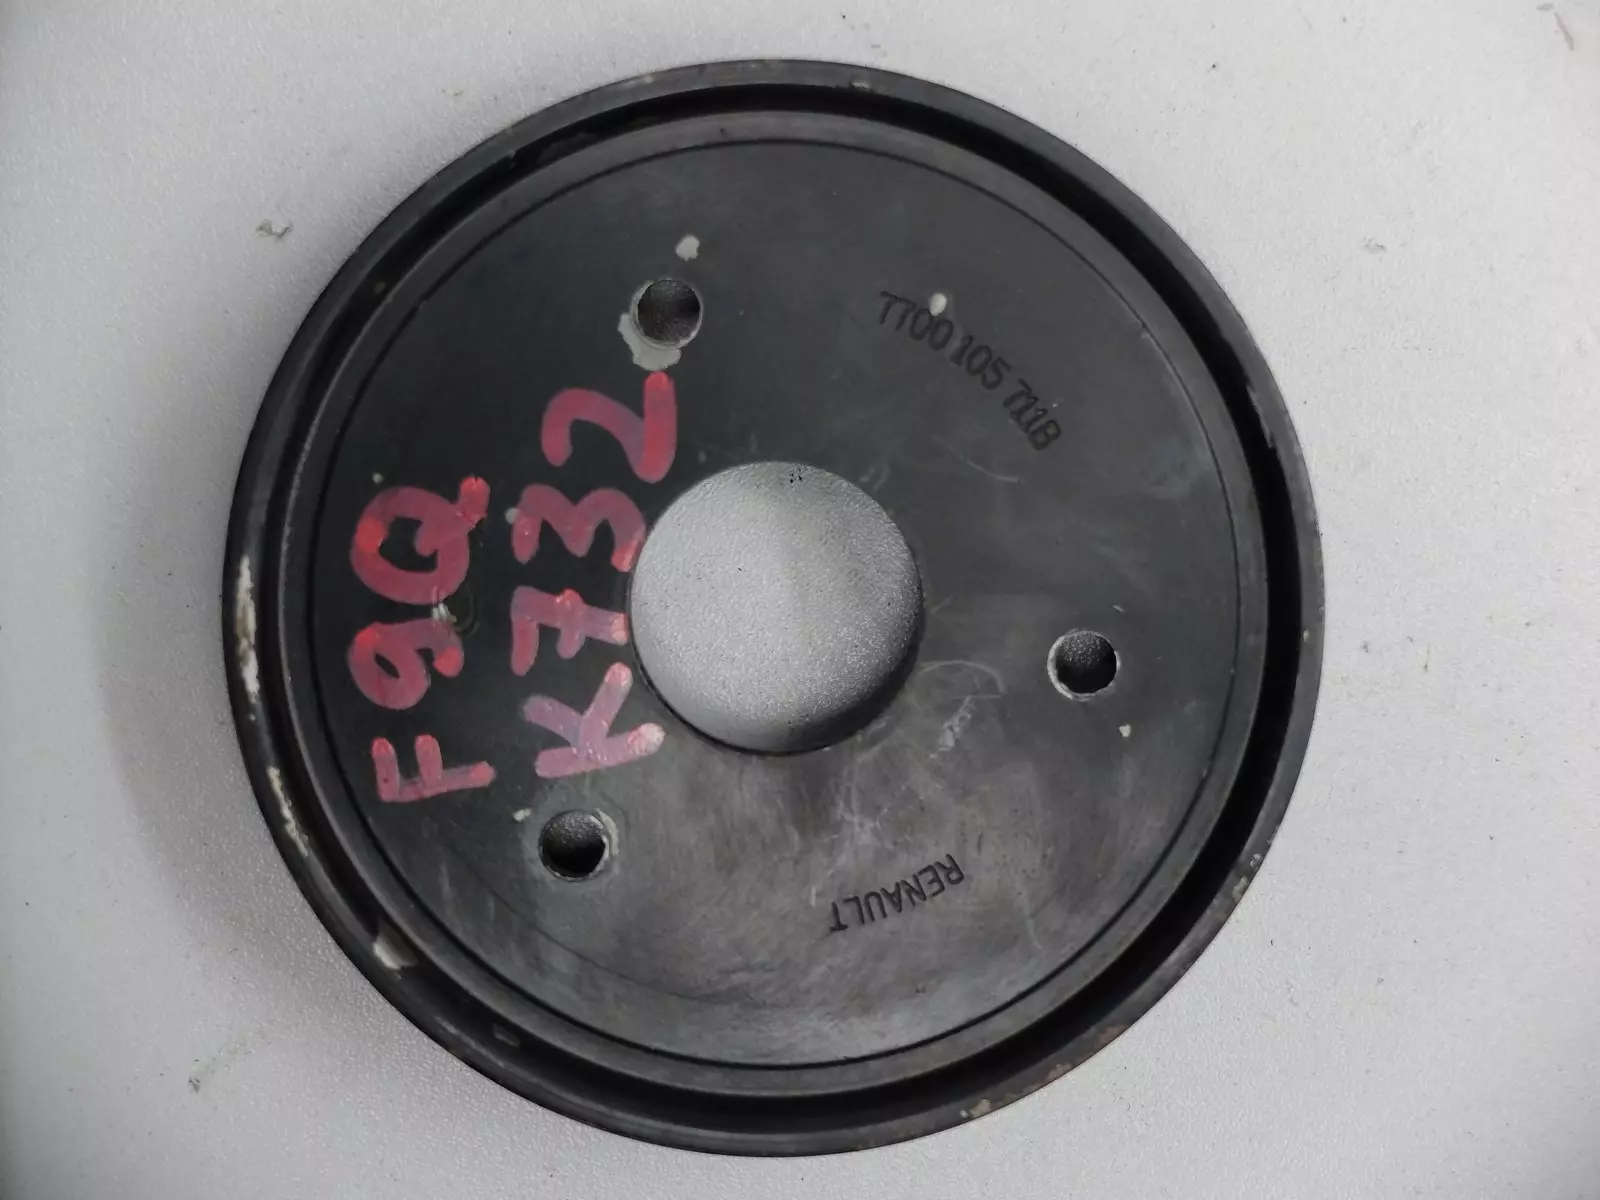 F9Q
K732
7700 105 7118
RENAULT